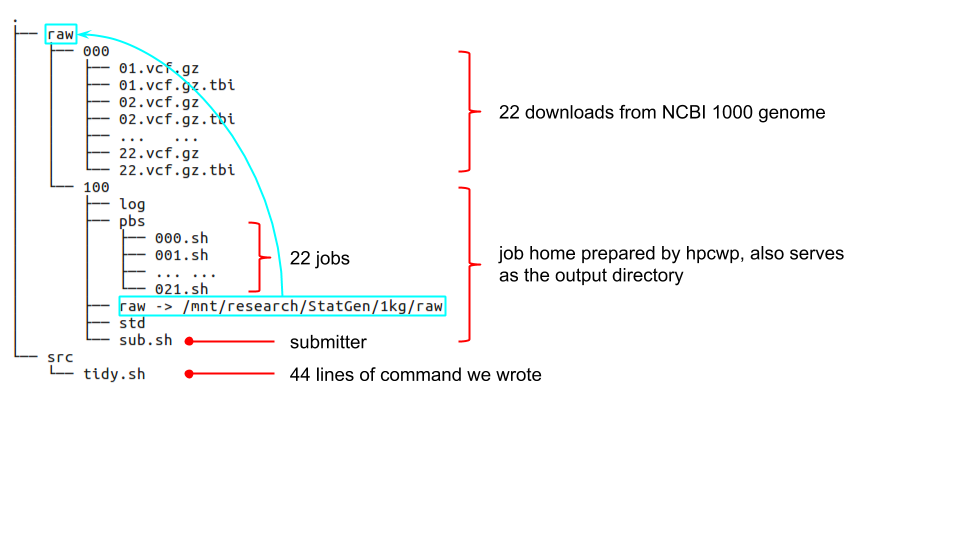 .
├── raw
├── 000
├── 01.vcf.gz
├── 01.vcf.gz.tbi
├── 02.vcf.gz
├── 02.vcf.gz.tbi
├── ... ...
├── 22.vcf.gz
└── 22.vcf.gz.tbi
22 downloads from NCBI 1000 genome
└── 100
├── log
├── pbs
├── 000.sh
├── 001.sh
├── ... ...
└── 021.sh
22 jobs
├── raw -> /mnt/research/StatGen/1kg/raw
├── std
└── sub.sh
submitter
job home prepared by hpcwp, also serves
as the output directory
└── src
└── tidy.sh
44 lines of command we wrote